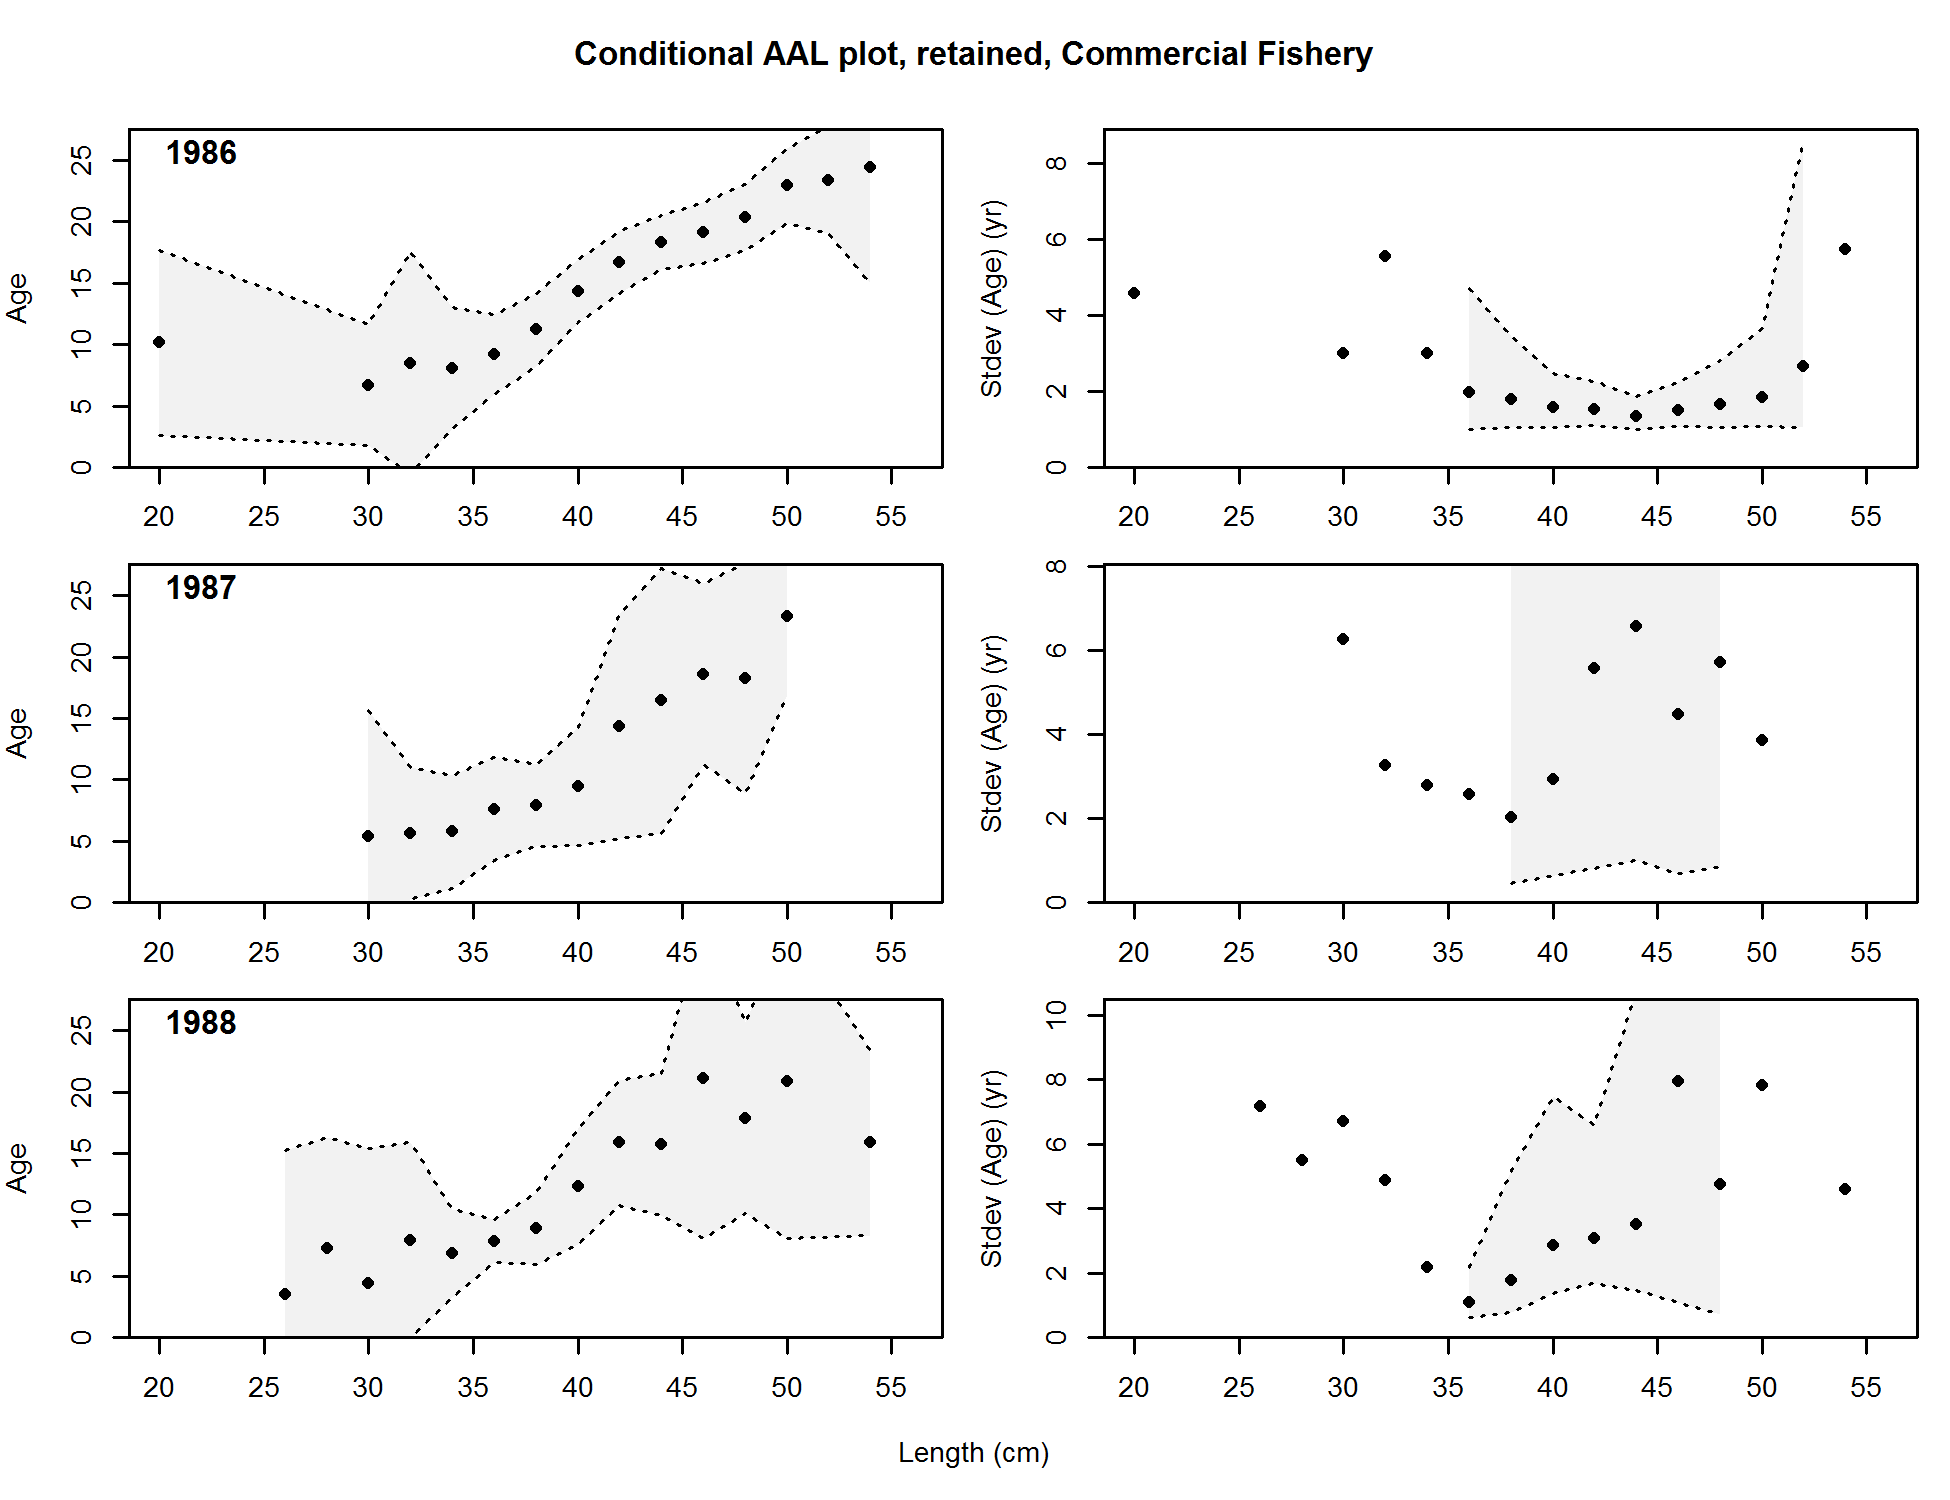 Conditional AAL plot, retained, Commercial Fishery
1986
Age
0 5 10 15 20 25
20 25 30 35 40 45 50 55
Stdev (Age) (yr)
0 2 4 6 8
20 25 30 35 40 45 50 55
1987
Age
0 5 10 15 20 25
20 25 30 35 40 45 50 55
Stdev (Age) (yr)
0 2 4 6 8
20 25 30 35 40 45 50 55
1988
Age
0 5 10 15 20 25
20 25 30 35 40 45 50 55
Stdev (Age) (yr)
0 2 4 6 8 10
20 25 30 35 40 45 50 55
Length (cm)